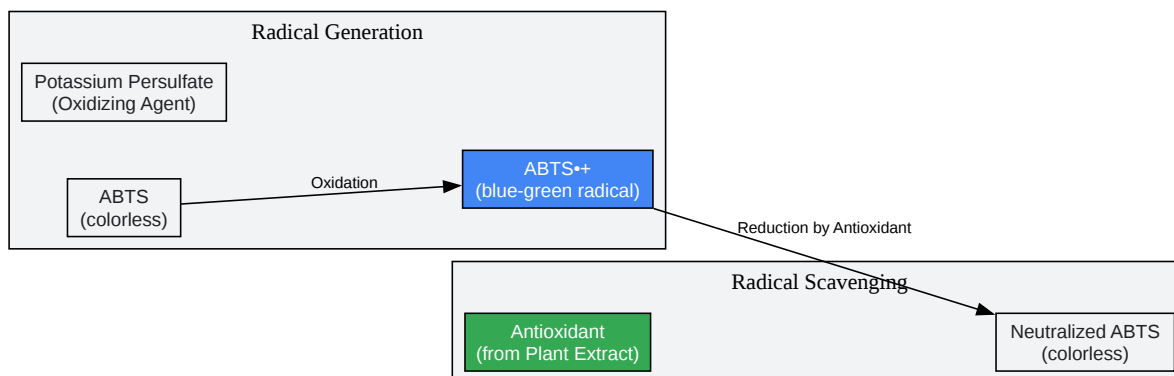 Radical Generation
Potassium Persulfate
(Oxidizing Agent)
ABTS
(colorless)
Oxidation
ABTS•+
(blue-green radical)
Reduction by Antioxidant
Radical Scavenging
Antioxidant
(from Plant Extract)
Neutralized ABTS
(colorless)